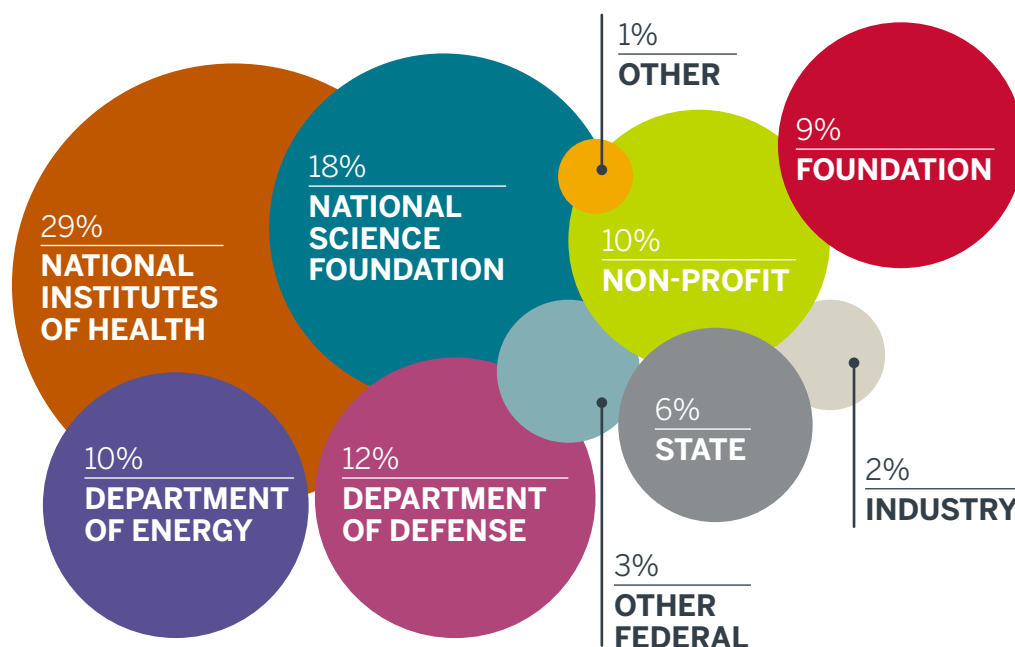 1%
OTHER
9%
FOUNDATION
18%
NATIONAL
SCIENCE
FOUNDATION
29%
NATIONAL
INSTITUTES
OF HEALTH
10%
NON-PROFIT
6%
STATE
10%
DEPARTMENT
OF ENERGY
12%
DEPARTMENT
OF DEFENSE
2%
INDUSTRY
3%
OTHER
FEDERAL